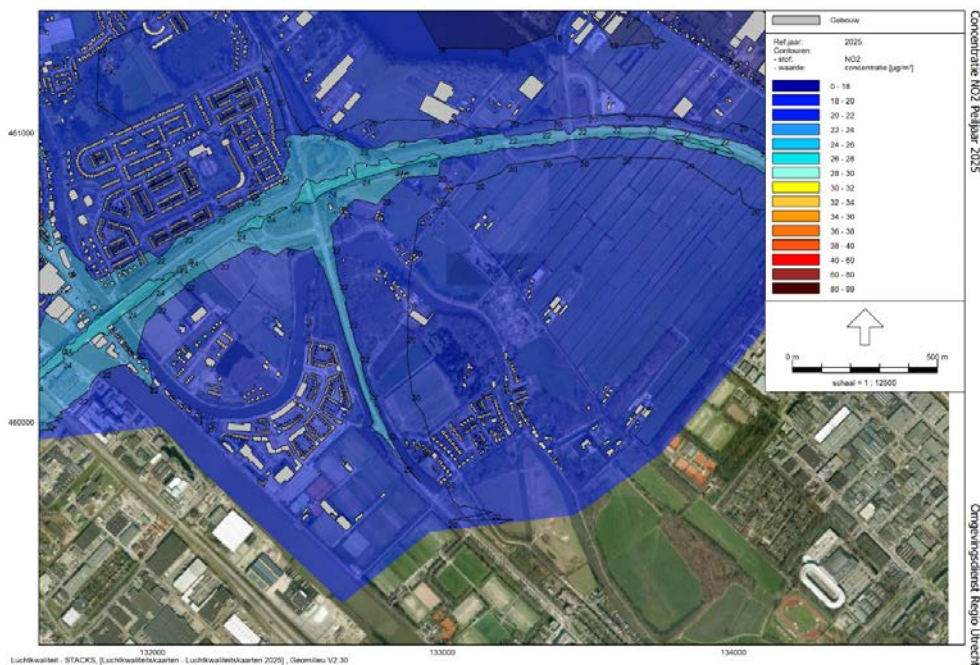 Concentratie NO2 Peiljaar 2025
Gebouw
Ref.jaar: 2025
Contouren:
- stof: NO2
- waarde: concentratie [µg/m³]
0 - 18
18 - 20
20 - 22
22 - 24
24 - 26
26 - 28
28 - 30
30 - 32
32 - 34
34 - 36
36 - 38
38 - 40
40 - 60
60 - 80
80 - 99
0 m 500 m
schaal = 1 : 12500
461000
460000
132000 133000 134000
Omgevingsdienst Regio Utrecht
Luchtkwaliteit - STACKS, [Luchtkwaliteitskaarten - Luchtkwaliteitskaarten 2025] , Geomilieu V2.30